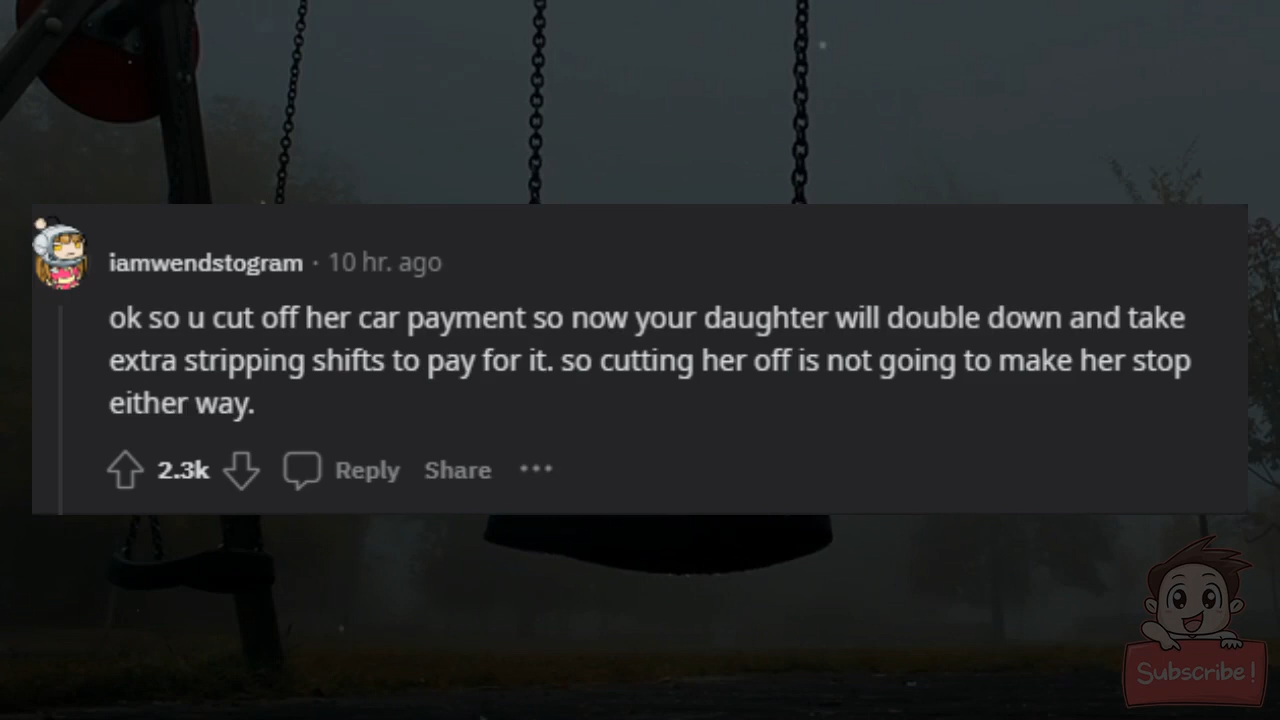 iamwendstogram · 10 hr. ago
ok so u cut off her car payment so now your daughter will double down and take
extra stripping shifts to pay for it. so cutting her off is not going to make her stop
either way.
2.3k Reply Share ···
Subscribe!